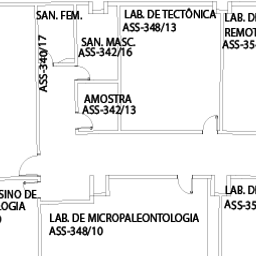 SAN. FEM.
ASS-340/17
SAN. MASC.
ASS-342/16
LAB. DE TECTÔNICA
ASS-348/13
LAB. DE
REMOT
ASS-35
AMOSTRA
ASS-342/13
SINO DE
LOGIA
LAB. DE MICROPALEONTOLOGIA
ASS-348/10
LAB. D
ASS-35